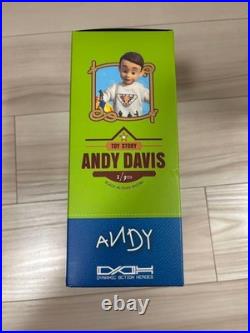 TOY STORY
ANDY DAVIS
1/9TH
ANDY
DAH
DYNAMIC ACTION HEROES